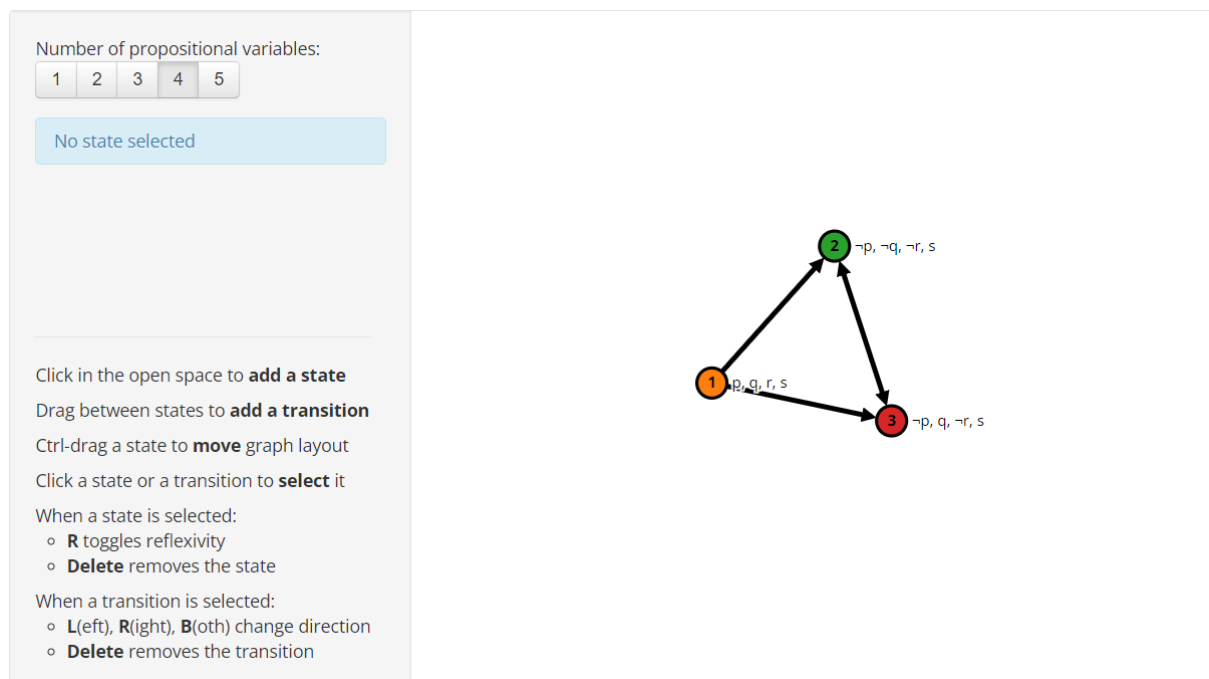 Number of propositional variables:
1 2 3 4 5
No state selected
Click in the open space to add a state
Drag between states to add a transition
Ctrl-drag a state to move graph layout
Click a state or a transition to select it
When a state is selected:
R toggles reflexivity
Delete removes the state
When a transition is selected:
L(eft), R(ight), B(oth) change direction
Delete removes the transition
2 ¬p, ¬q, ¬r, s
1 p, q, r, s
3 ¬p, q, ¬r, s